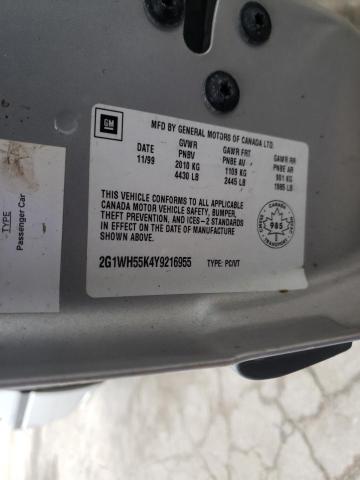 GM
MFD BY GENERAL MOTORS OF CANADA LTD.
DATE GVWR GAWR FRT GAWR RR
PNBV PNBE AV PNBE AR
11/99 2010 KG 1109 KG 901 KG
4430 LB 2445 LB 1985 LB
THIS VEHICLE CONFORMS TO ALL APPLICABLE
CANADA MOTOR VEHICLE SAFETY, BUMPER,
THEFT PREVENTION, AND ICES-2 STANDARDS
IN EFFECT ON THE DATE OF MANUFACTURE
SHOWN ABOVE.
2G1WH55K4Y9216955 TYPE: PC/VT
985
TRANSPORT
TYPE
Passenger Car